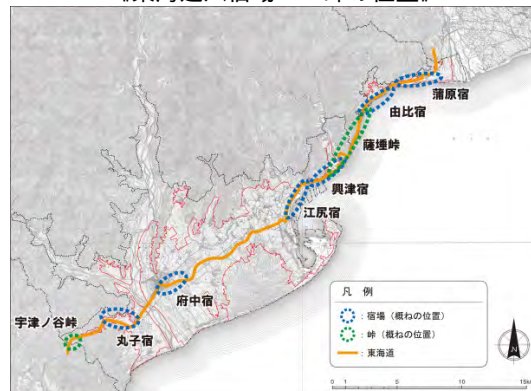 《東海道六宿場 峠の位置》
蒲原宿
由比宿
薩埵峠
興津宿
江尻宿
府中宿
宇津ノ谷峠
丸子宿
凡 例
：宿場（概ねの位置）
：峠（概ねの位置）
：東海道
N
0 1 5